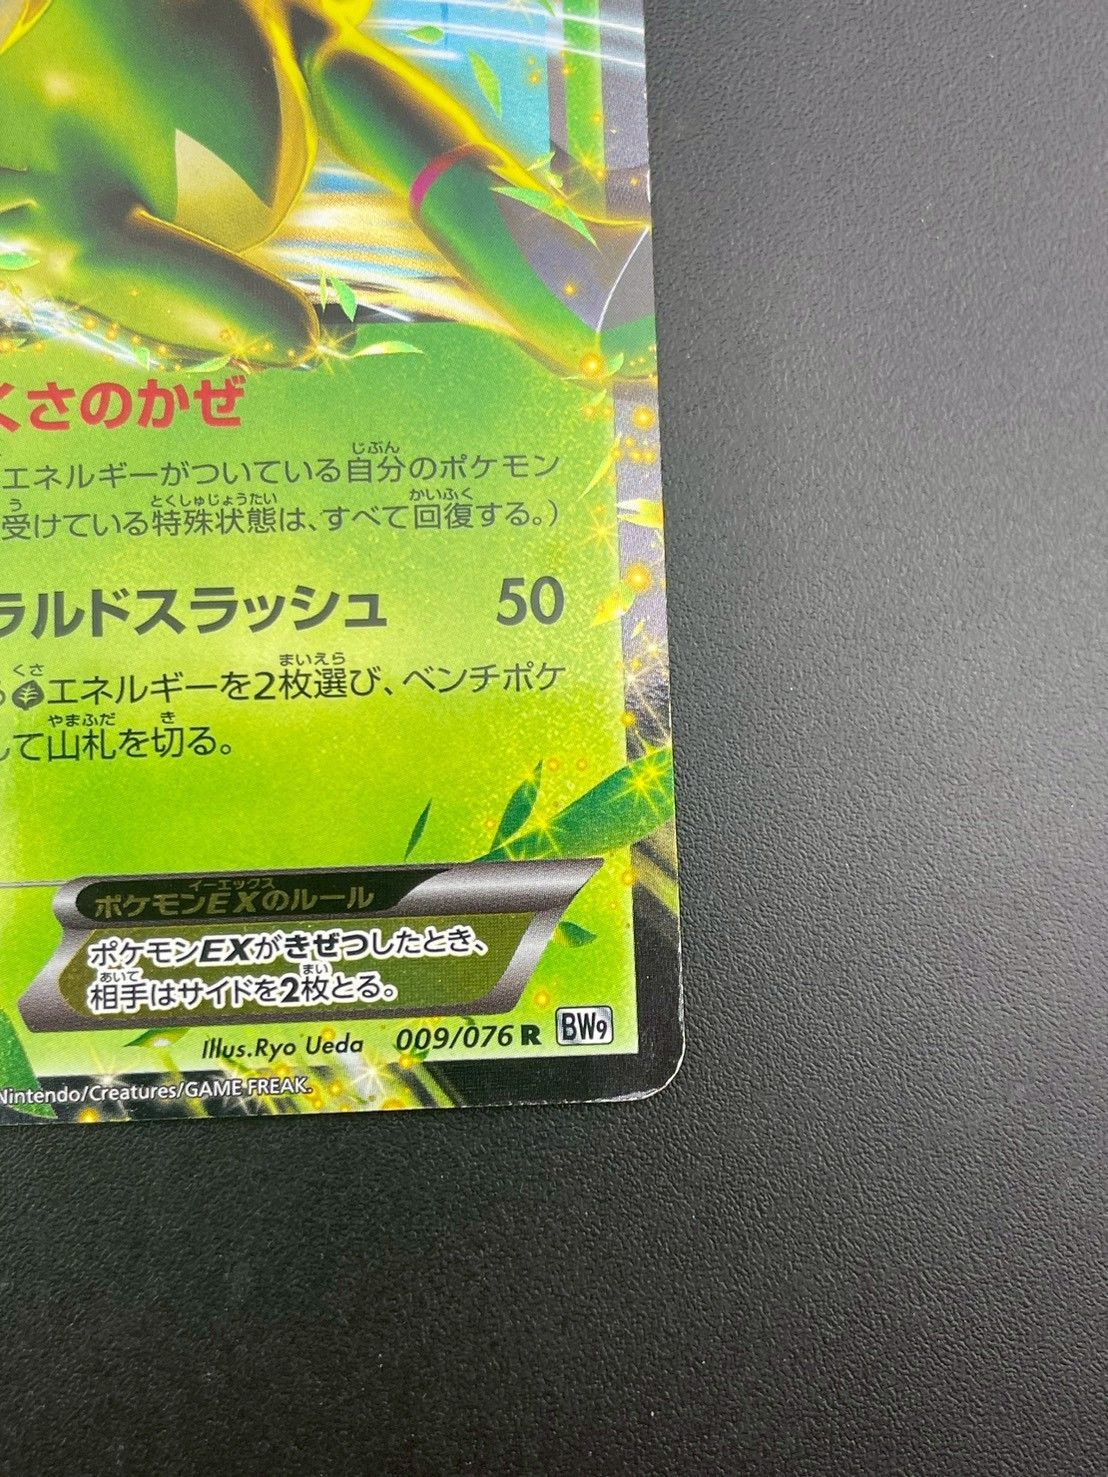 くさのかぜ
エネルギーがついている自分のポケモン
受けている特殊状態は、すべて回復する。)
ラルドスラッシュ 50
エネルギーを2枚選び、ベンチポケ
して山札を切る。
ポケモンEXのルール
ポケモンEXがきぜつしたとき、
相手はサイドを2枚とる。
Illus.Ryo Ueda 009/076 R BW9
Nintendo/Creatures/GAME FREAK.